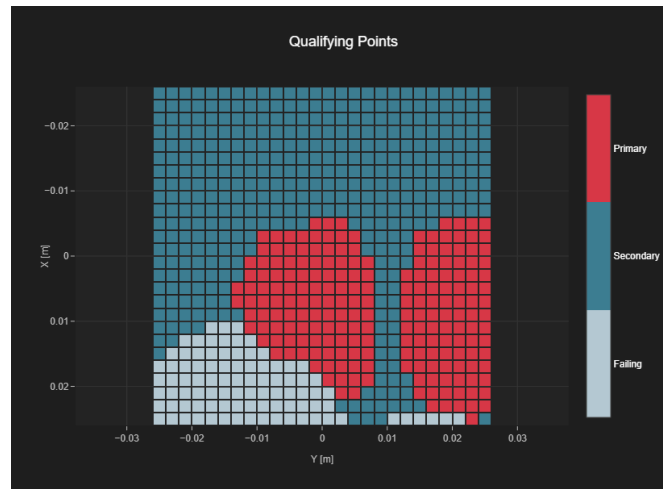 Qualifying Points
−0.02
−0.01
0
0.01
0.02
X [m]
−0.03
−0.02
−0.01
0
0.01
0.02
0.03
Y [m]
Primary
Secondary
Failing